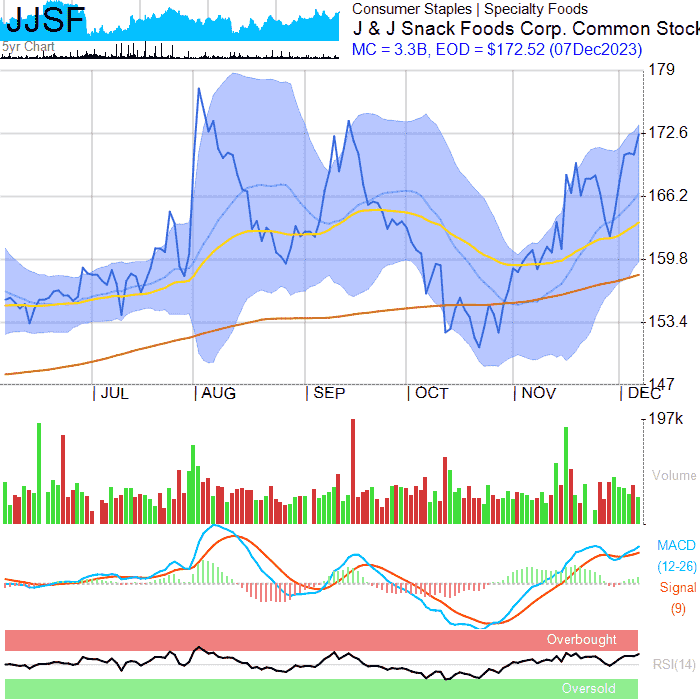 JJSF
5yr Chart
Consumer Staples | Specialty Foods
J & J Snack Foods Corp. Common Stock
MC = 3.3B, EOD = $172.52 (07Dec2023)
179
172.6
166.2
159.8
153.4
147
JUL AUG SEP OCT NOV DEC
197k
Volume
MACD
(12-26)
Signal
(9)
Overbought
RSI(14)
Oversold